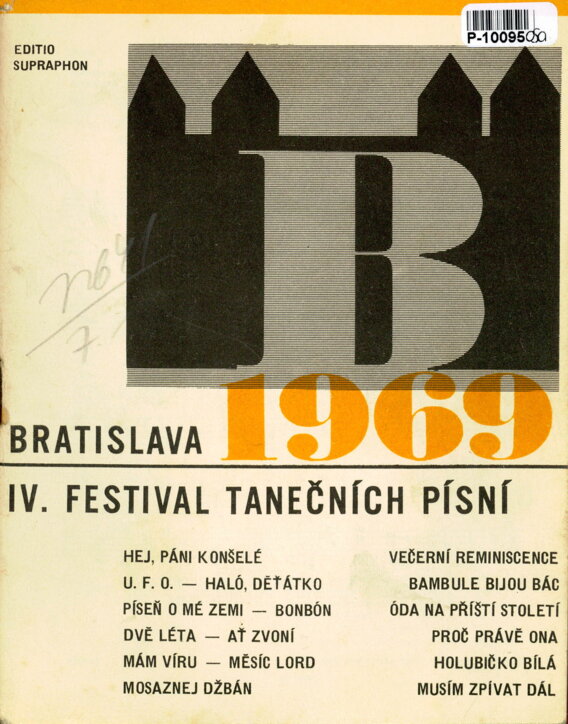 P-10095
EDITIO
SUPRAPHON
B
1969
BRATISLAVA
IV. FESTIVAL TANEČNÍCH PÍSNÍ
HEJ, PÁNI KONŠELÉ
U. F. O. — HALÓ, DĚŤÁTKO
PÍSEŇ O MÉ ZEMI — BONBÓN
DVĚ LÉTA — AŤ ZVONÍ
MÁM VÍRU — MĚSÍC LORD
MOSAZNEJ DŽBÁN
VEČERNÍ REMINISCENCE
BAMBULE BIJOU BÁC
ÓDA NA PŘÍŠTÍ STOLETÍ
PROČ PRÁVĚ ONA
HOLUBIČKO BÍLÁ
MUSÍM ZPÍVAT DÁL